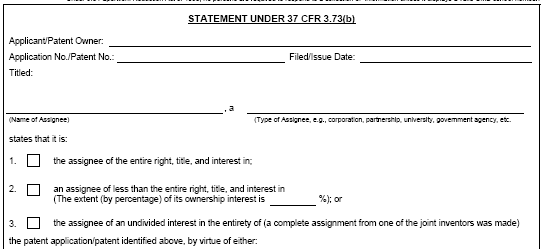 STATEMENT UNDER 37 CFR 3.73(b)
Applicant/Patent Owner:
Application No./Patent No.: Filed/Issue Date:
Titled:
, a
(Name of Assignee) (Type of Assignee, e.g., corporation, partnership, university, government agency, etc.
states that it is:
1. the assignee of the entire right, title, and interest in;
2. an assignee of less than the entire right, title, and interest in
(The extent (by percentage) of its ownership interest is %); or
3. the assignee of an undivided interest in the entirety of (a complete assignment from one of the joint inventors was made)
the patent application/patent identified above, by virtue of either: